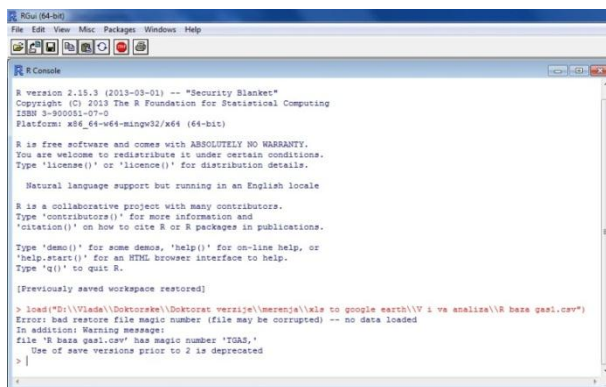 RGui (64-bit)
File Edit View Misc Packages Windows Help
R Console
R version 2.15.3 (2013-03-01) -- "Security Blanket"
Copyright (C) 2013 The R Foundation for Statistical Computing
ISBN 3-900051-07-0
Platform: x86_64-w64-mingw32/x64 (64-bit)
R is free software and comes with ABSOLUTELY NO WARRANTY.
You are welcome to redistribute it under certain conditions.
Type 'license()' or 'licence()' for distribution details.
Natural language support but running in an English locale
R is a collaborative project with many contributors.
Type 'contributors()' for more information and
'citation()' on how to cite R or R packages in publications.
Type 'demo()' for some demos, 'help()' for on-line help, or
'help.start()' for an HTML browser interface to help.
Type 'q()' to quit R.
[Previously saved workspace restored]
> load("D:\\Vlada\\Doktorske\\Doktorat verzije\\merenja\\xls to google earth\\V i va analiza\\R baza gas1.csv")
Error: bad restore file magic number (file may be corrupted) -- no data loaded
In addition: Warning message:
file 'R baza gas1.csv' has magic number 'TGAS,'
Use of save versions prior to 2 is deprecated
>